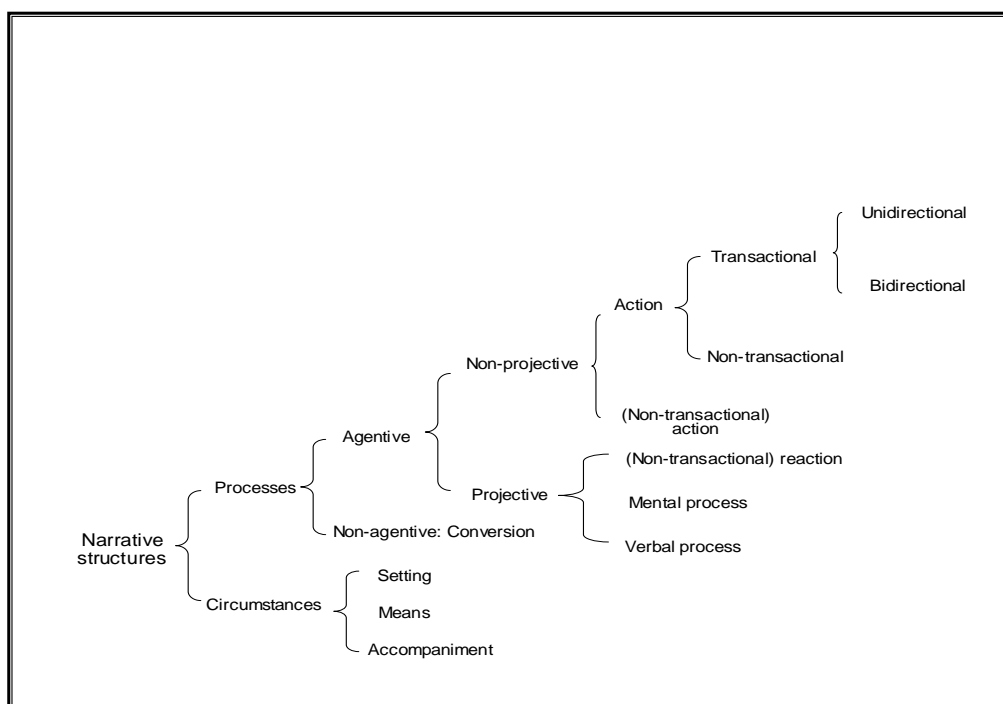 Unidirectional
Transactional
Bidirectional
Action
Non-transactional
Non-projective
(Non-transactional)
action
Agentive
(Non-transactional) reaction
Processes
Projective
Mental process
Non-agentive: Conversion
Verbal process
Narrative
structures
Setting
Circumstances
Means
Accompaniment